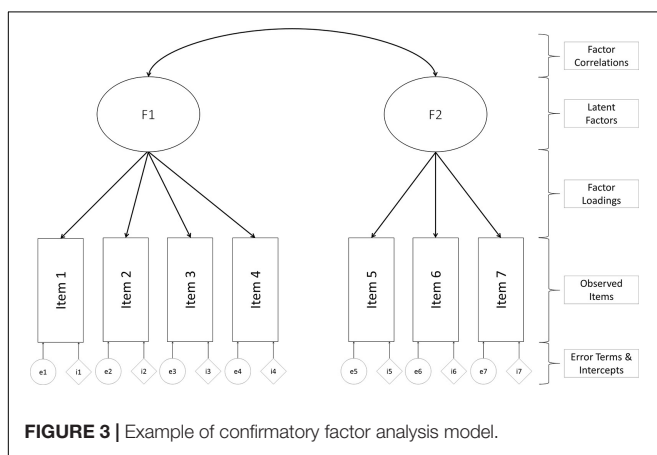 Factor
Correlations
F1
F2
Latent
Factors
Factor
Loadings
Item 1
Item 2
Item 3
Item 4
Item 5
Item 6
Item 7
Observed
Items
e1
i1
e2
i2
e3
i3
e4
i4
e5
i5
e6
i6
e7
i7
Error Terms &
Intercepts
FIGURE 3 | Example of confirmatory factor analysis model.